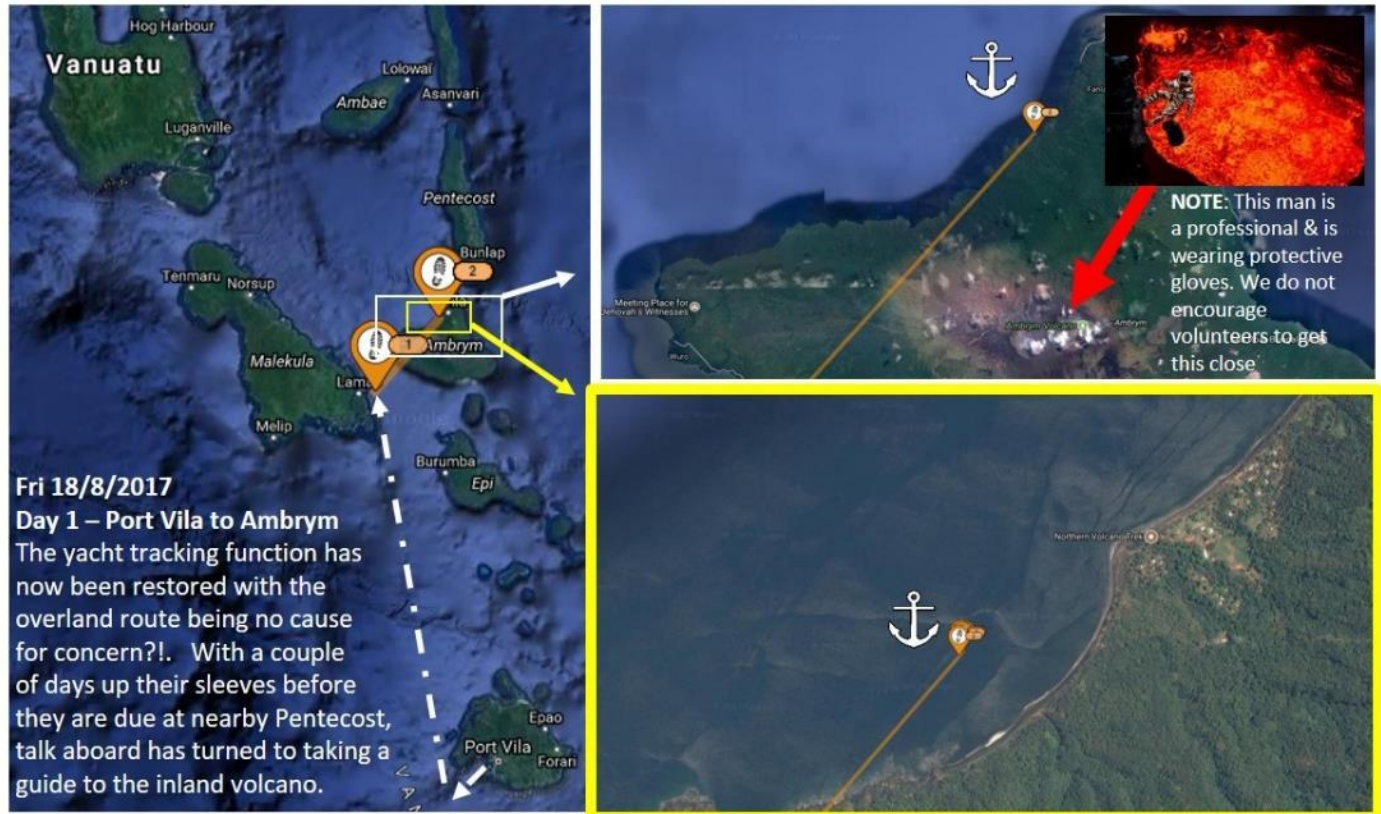 Hog Harbour
Vanuatu
Lolowaï
Ambae
Asanvari
Luganville
Pentecost
Bunlap
2
Tenmaru
Norsup
1
Ambrym
Malekula
Lam
Melip
Burumba
Epi
Fri 18/8/2017
Day 1 – Port Vila to Ambrym
The yacht tracking function has
now been restored with the
overland route being no cause
for concern?!. With a couple
of days up their sleeves before
they are due at nearby Pentecost,
talk aboard has turned to taking a
guide to the inland volcano.
Epao
Port Vila
Forari
V A N
NOTE: This man is
a professional & is
wearing protective
gloves. We do not
encourage
volunteers to get
this close
Meeting Place for
Jehovah's Witnesses
Wuro
Ambrym Volcano
Ambrym
Northern Volcano Trek